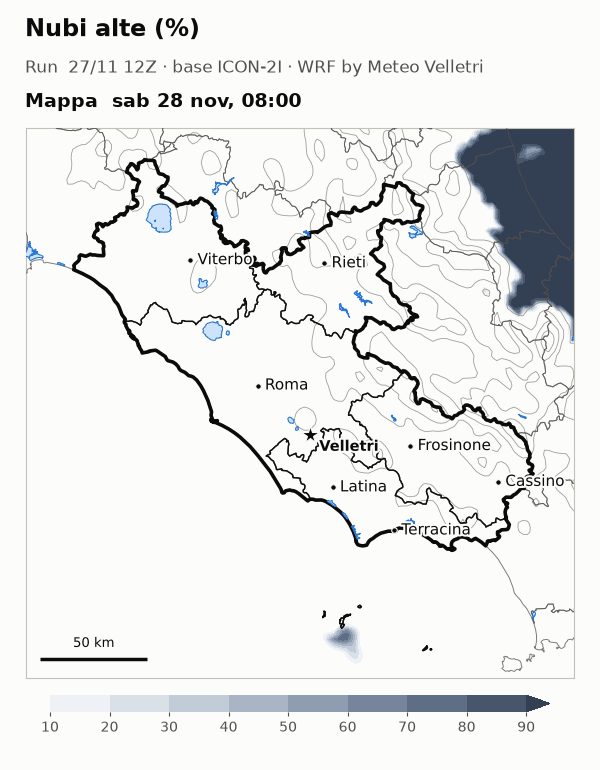 Nubi alte (%)
Run  27/11 12Z · base ICON-2I · WRF by Meteo Velletri
Mappa  sab 28 nov, 08:00
Viterbo
Rieti
Roma
Velletri
Frosinone
Latina
Cassino
Terracina
50 km
10 20 30 40 50 60 70 80 90